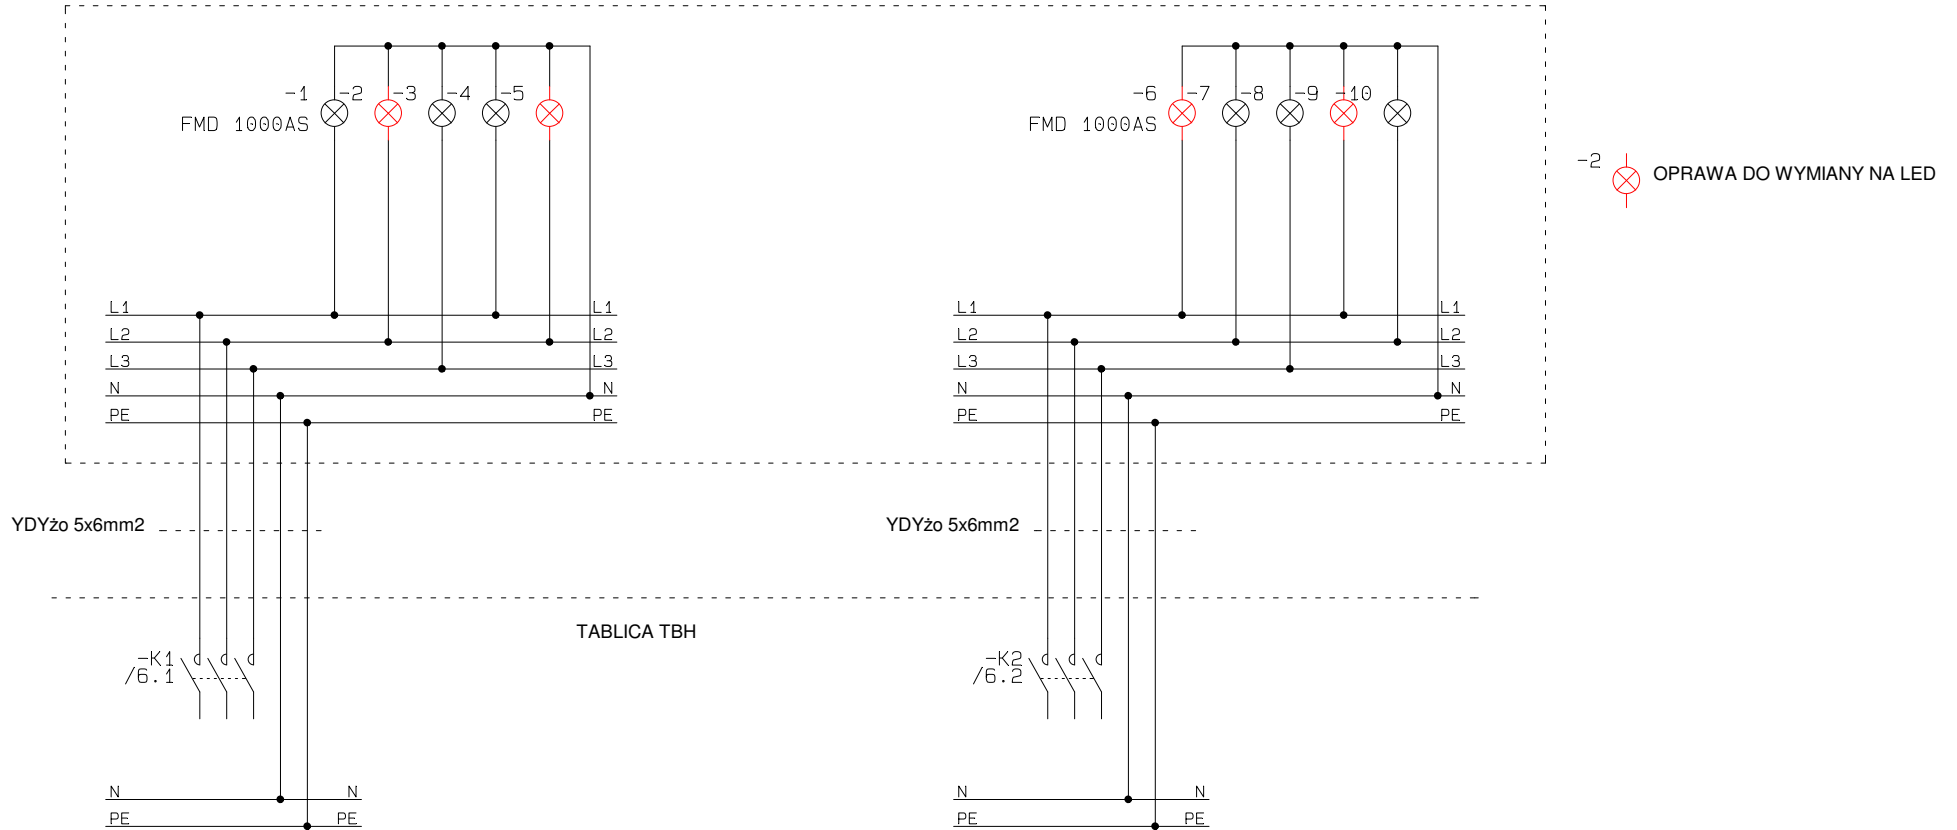 -1 -2 -3 -4 -5
FMD 1000AS
-6 -7 -8 -9 -10
FMD 1000AS
-2 OPRAWA DO WYMIANY NA LED
L1 L1
L2 L2
L3 L3
N N
PE PE
L1 L1
L2 L2
L3 L3
N N
PE PE
YDYżo 5x6mm2
YDYżo 5x6mm2
TABLICA TBH
-K1
/6.1
-K2
/6.2
N N
PE PE
N N
PE PE